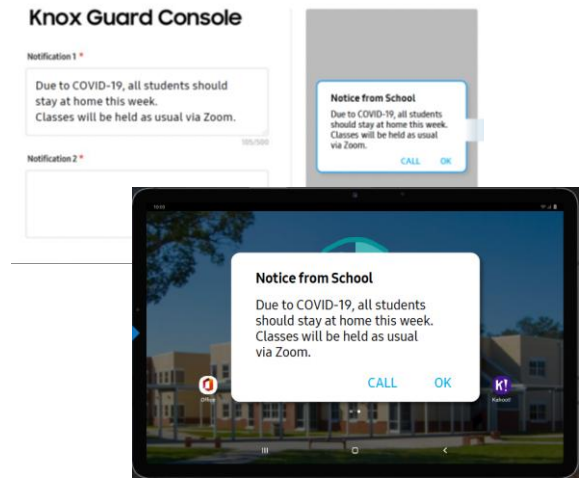 Knox Guard Console
Notification 1 *
Due to COVID-19, all students should
stay at home this week.
Classes will be held as usual via Zoom.
105/500
Notification 2 *
Notice from School
Due to COVID-19, all students
should stay at home this week.
Classes will be held as usual
via Zoom.
CALL OK
10:00
Notice from School
Due to COVID-19, all students
should stay at home this week.
Classes will be held as usual
via Zoom.
CALL OK
Office
K!
Kahoot!